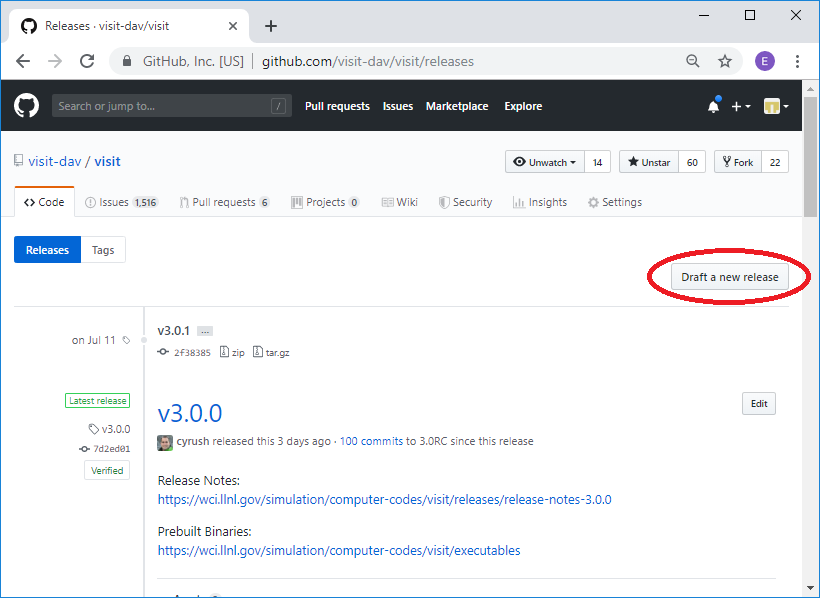 Releases · visit-dav/visit
GitHub, Inc. [US] | github.com/visit-dav/visit/releases
E
Search or jump to... /
Pull requests Issues Marketplace Explore
visit-dav / visit
Unwatch 14 Unstar 60 Fork 22
Code Issues 1,516 Pull requests 6 Projects 0 Wiki Security Insights Settings
Releases Tags
Draft a new release
on Jul 11
v3.0.1 ...
2f38385 zip tar.gz
Latest release
v3.0.0
7d2ed01
Verified
v3.0.0
Edit
cyrush released this 3 days ago · 100 commits to 3.0RC since this release
Release Notes:
https://wci.llnl.gov/simulation/computer-codes/visit/releases/release-notes-3.0.0
Prebuilt Binaries:
https://wci.llnl.gov/simulation/computer-codes/visit/executables